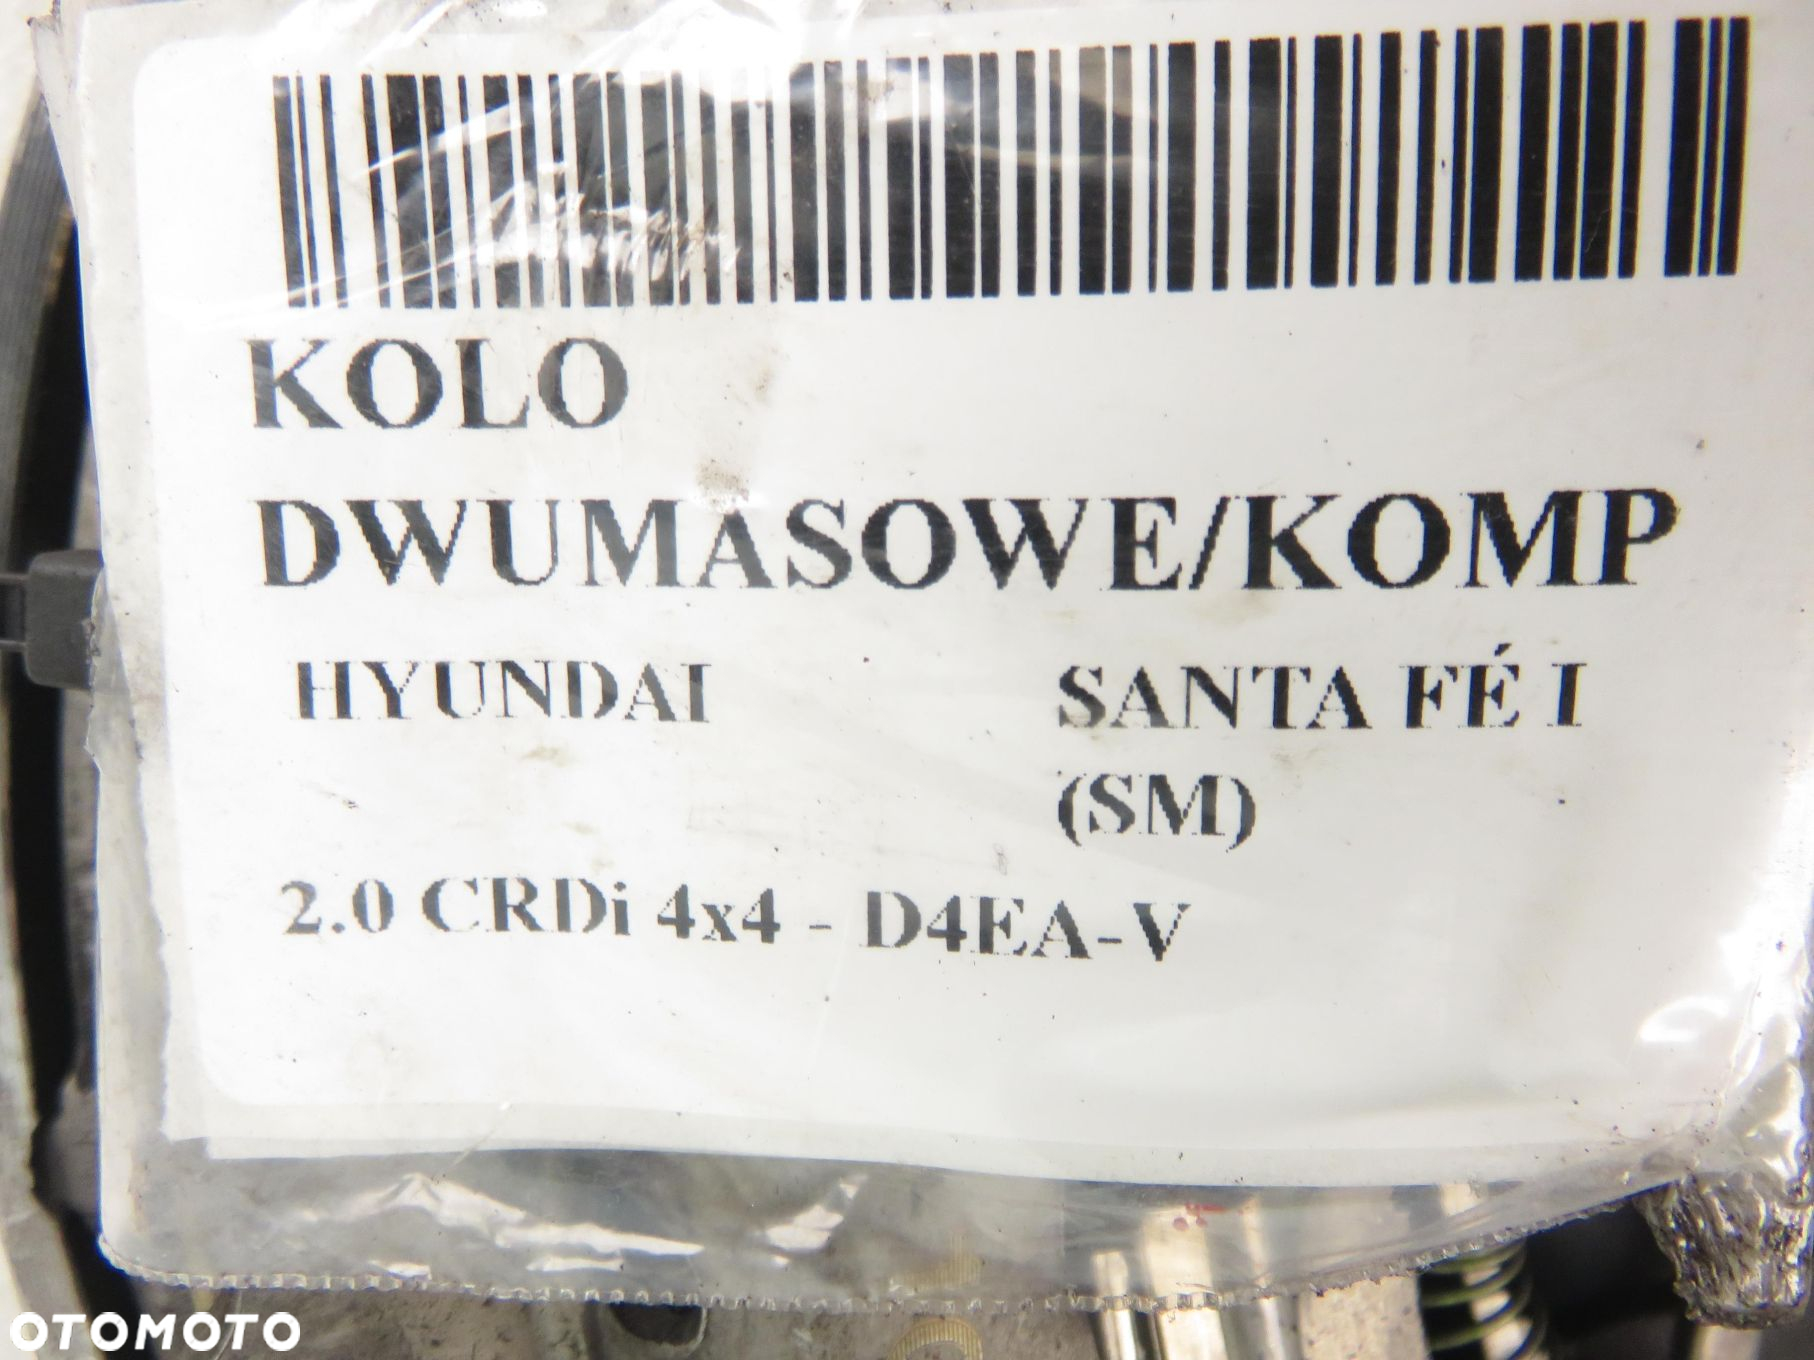 KOLO
DWUMASOWE/KOMP
HYUNDAI SANTA FÉ I
(SM)
2.0 CRDi 4x4 - D4EA-V
OTOMOTO